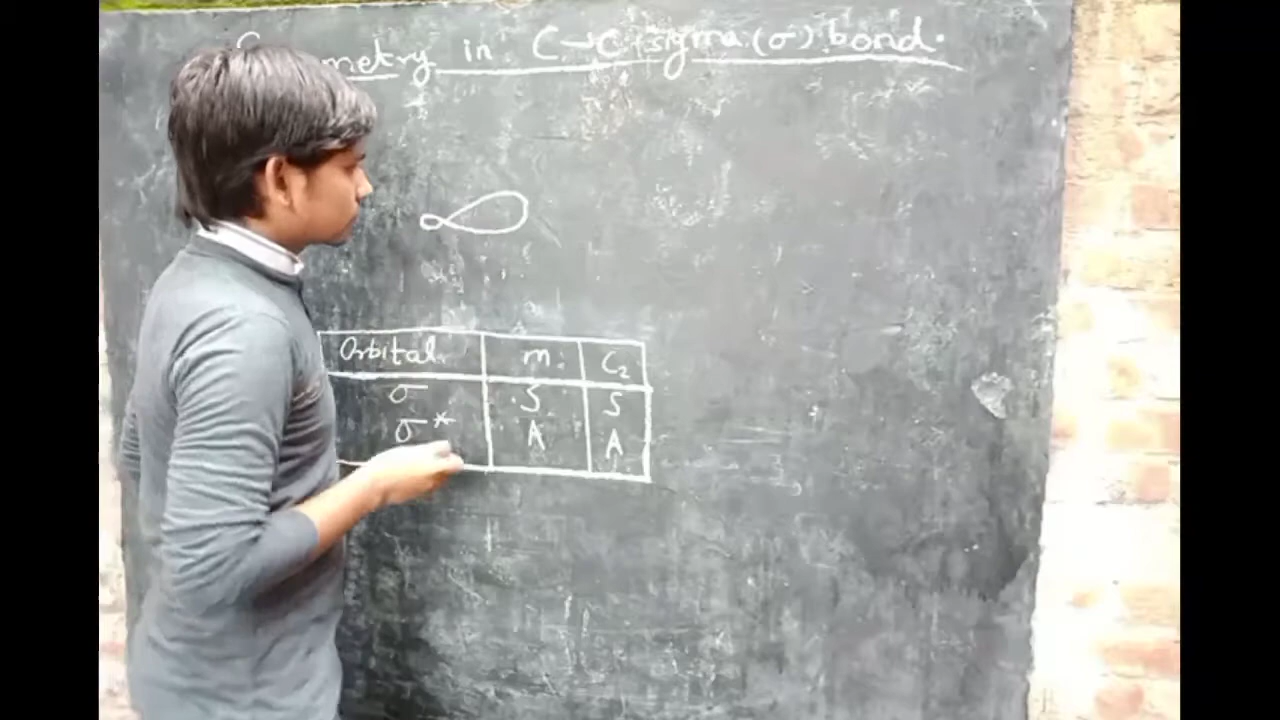 metry in C-C sigma (σ) bond.
Orbital. m: C₂
σ S S
σ* A A